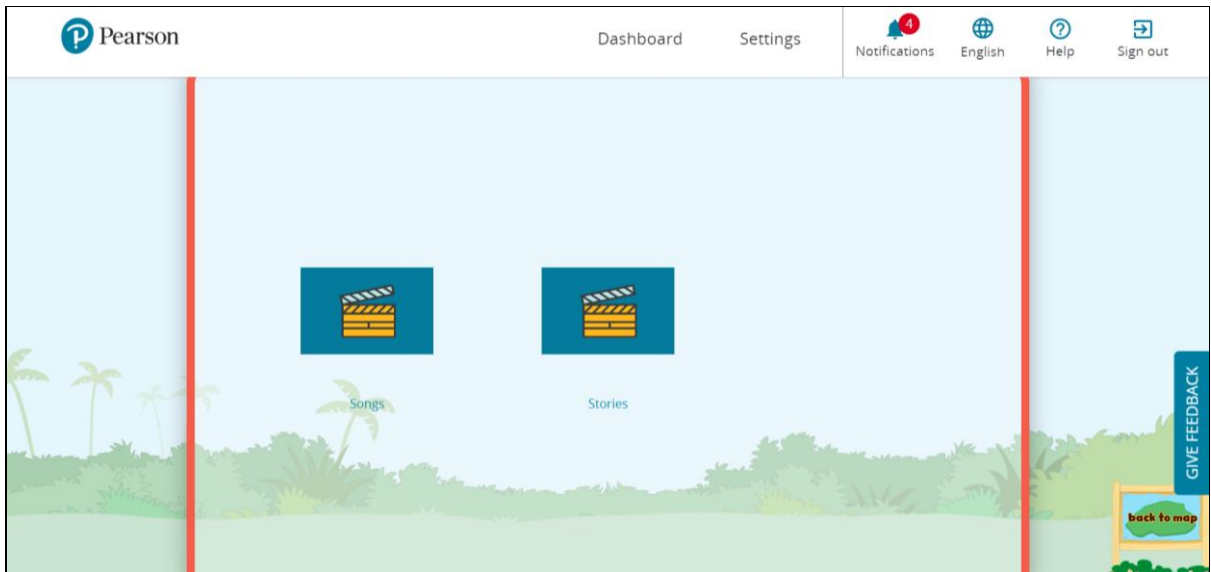 Pearson
Dashboard
Settings
4
Notifications
English
Help
Sign out
Songs
Stories
GIVE FEEDBACK
back to map